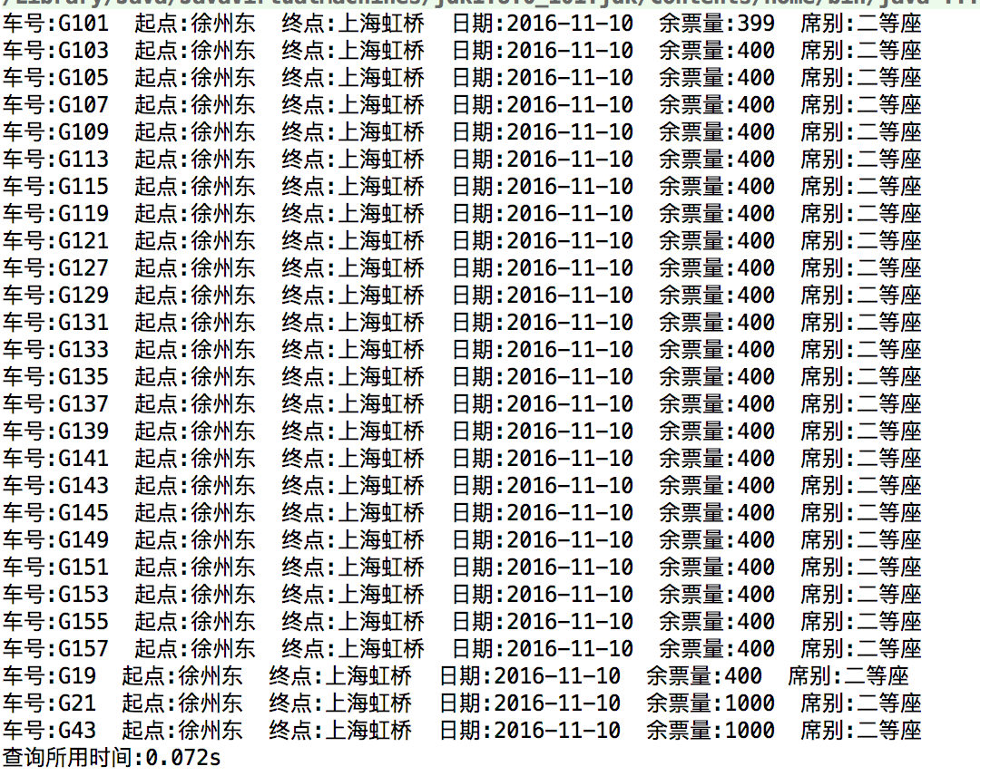 车号:G101 起点:徐州东 终点:上海虹桥 日期:2016-11-10 余票量:399 席别:二等座
车号:G103 起点:徐州东 终点:上海虹桥 日期:2016-11-10 余票量:400 席别:二等座
车号:G105 起点:徐州东 终点:上海虹桥 日期:2016-11-10 余票量:400 席别:二等座
车号:G107 起点:徐州东 终点:上海虹桥 日期:2016-11-10 余票量:400 席别:二等座
车号:G109 起点:徐州东 终点:上海虹桥 日期:2016-11-10 余票量:400 席别:二等座
车号:G113 起点:徐州东 终点:上海虹桥 日期:2016-11-10 余票量:400 席别:二等座
车号:G115 起点:徐州东 终点:上海虹桥 日期:2016-11-10 余票量:400 席别:二等座
车号:G119 起点:徐州东 终点:上海虹桥 日期:2016-11-10 余票量:400 席别:二等座
车号:G121 起点:徐州东 终点:上海虹桥 日期:2016-11-10 余票量:400 席别:二等座
车号:G127 起点:徐州东 终点:上海虹桥 日期:2016-11-10 余票量:400 席别:二等座
车号:G129 起点:徐州东 终点:上海虹桥 日期:2016-11-10 余票量:400 席别:二等座
车号:G131 起点:徐州东 终点:上海虹桥 日期:2016-11-10 余票量:400 席别:二等座
车号:G133 起点:徐州东 终点:上海虹桥 日期:2016-11-10 余票量:400 席别:二等座
车号:G135 起点:徐州东 终点:上海虹桥 日期:2016-11-10 余票量:400 席别:二等座
车号:G137 起点:徐州东 终点:上海虹桥 日期:2016-11-10 余票量:400 席别:二等座
车号:G139 起点:徐州东 终点:上海虹桥 日期:2016-11-10 余票量:400 席别:二等座
车号:G141 起点:徐州东 终点:上海虹桥 日期:2016-11-10 余票量:400 席别:二等座
车号:G143 起点:徐州东 终点:上海虹桥 日期:2016-11-10 余票量:400 席别:二等座
车号:G145 起点:徐州东 终点:上海虹桥 日期:2016-11-10 余票量:400 席别:二等座
车号:G149 起点:徐州东 终点:上海虹桥 日期:2016-11-10 余票量:400 席别:二等座
车号:G151 起点:徐州东 终点:上海虹桥 日期:2016-11-10 余票量:400 席别:二等座
车号:G153 起点:徐州东 终点:上海虹桥 日期:2016-11-10 余票量:400 席别:二等座
车号:G155 起点:徐州东 终点:上海虹桥 日期:2016-11-10 余票量:400 席别:二等座
车号:G157 起点:徐州东 终点:上海虹桥 日期:2016-11-10 余票量:400 席别:二等座
车号:G19 起点:徐州东 终点:上海虹桥 日期:2016-11-10 余票量:400 席别:二等座
车号:G21 起点:徐州东 终点:上海虹桥 日期:2016-11-10 余票量:1000 席别:二等座
车号:G43 起点:徐州东 终点:上海虹桥 日期:2016-11-10 余票量:1000 席别:二等座
查询所用时间:0.072s